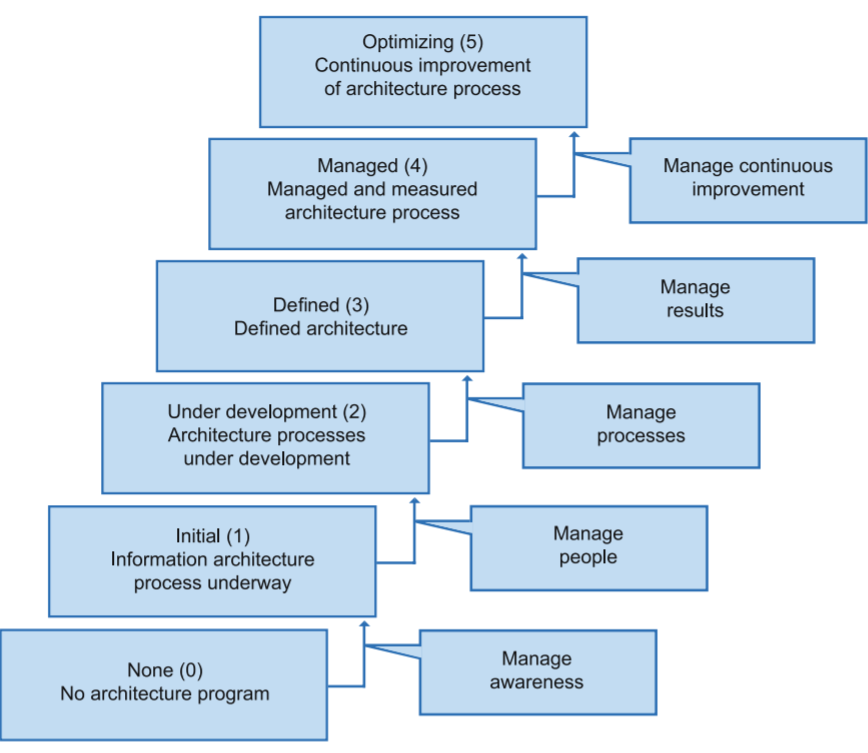 Optimizing (5)
Continuous improvement
of architecture process
Managed (4)
Managed and measured
architecture process
Manage continuous
improvement
Defined (3)
Defined architecture
Manage
results
Under development (2)
Architecture processes
under development
Manage
processes
Initial (1)
Information architecture
process underway
Manage
people
None (0)
No architecture program
Manage
awareness